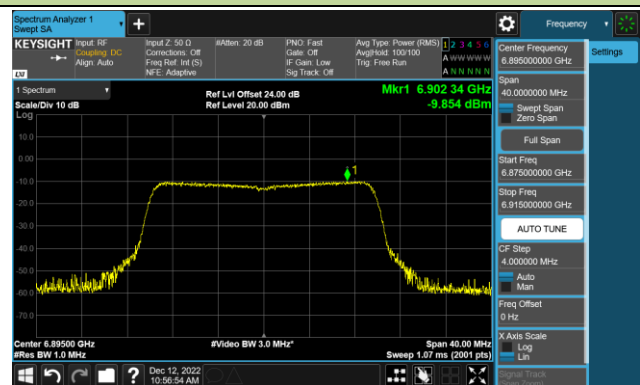 Spectrum Analyzer 1
Swept SA
Frequency
KEYSIGHT
Input: RF
Coupling: DC
Align: Auto
Input Z: 50 Ω
Corrections: Off
Freq Ref: Int (S)
NFE: Adaptive
#Atten: 20 dB
PNO: Fast
Gate: Off
IF Gain: Low
Sig Track: Off
Avg Type: Power (RMS)
Avg|Hold: 100/100
Trig: Free Run
1 2 3 4 5 6
A W W W W W
A N N N N N
LXI
1 Spectrum
Scale/Div 10 dB
Ref Lvl Offset 24.00 dB
Ref Level 20.00 dBm
Mkr1 6.902 34 GHz
-9.854 dBm
Log
10.0
0.00
-10.0
-20.0
-30.0
-40.0
-50.0
-60.0
-70.0
1
Center 6.89500 GHz
#Res BW 1.0 MHz
#Video BW 3.0 MHz*
Span 40.00 MHz
Sweep 1.07 ms (2001 pts)
Dec 12, 2022
10:56:54 AM
Center Frequency
6.895000000 GHz
Settings
Span
40.0000000 MHz
Swept Span
Zero Span
Full Span
Start Freq
6.875000000 GHz
Stop Freq
6.915000000 GHz
AUTO TUNE
CF Step
4.000000 MHz
Auto
Man
Freq Offset
0 Hz
X Axis Scale
Log
Lin
Signal Track